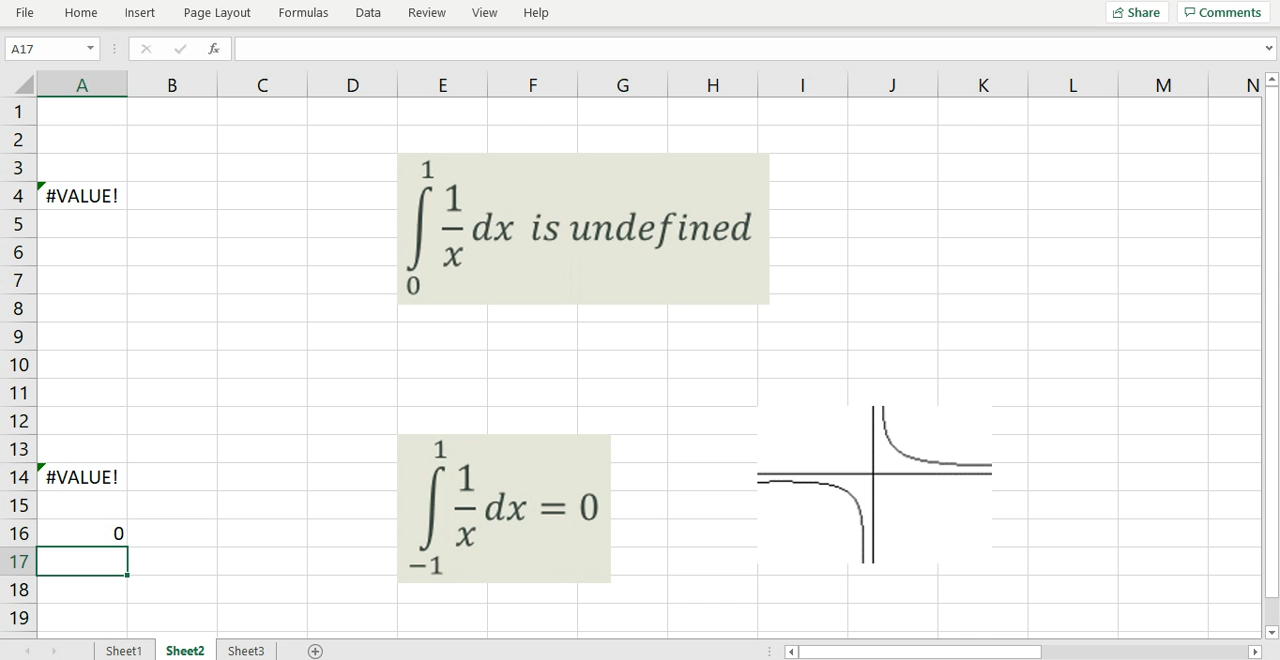 File Home Insert Page Layout Formulas Data Review View Help Share Comments
A17 fx
A B C D E F G H I J K L M N
1
2
3
4 #VALUE!
5
6
7
8
9
10
11
12
13
14 #VALUE!
15
16 0
17
18
19
∫₀¹ 1/x dx is undefined
∫₋₁¹ 1/x dx = 0
Sheet1 Sheet2 Sheet3